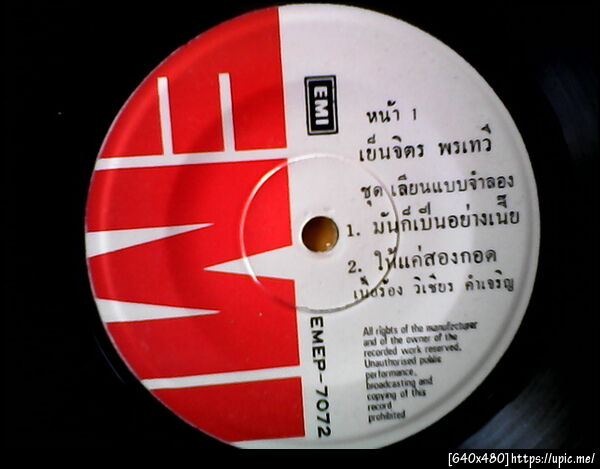 EMI
EMI
หน้า 1
เย็นจิตร พรเทวี
ชุด เลียนแบบจำลอง
1. มันก็เป็นอย่างเนี๊ย
2. ให้แค่สองกอด
เนื้อร้อง วิเชียร คำเจริญ
EMEP-7072
All rights of the manufacturer
and of the owner of the
recorded work reserved.
Unauthorised public
performance,
broadcasting and
copying of this
record
prohibited
[640x480]https://upic.me/